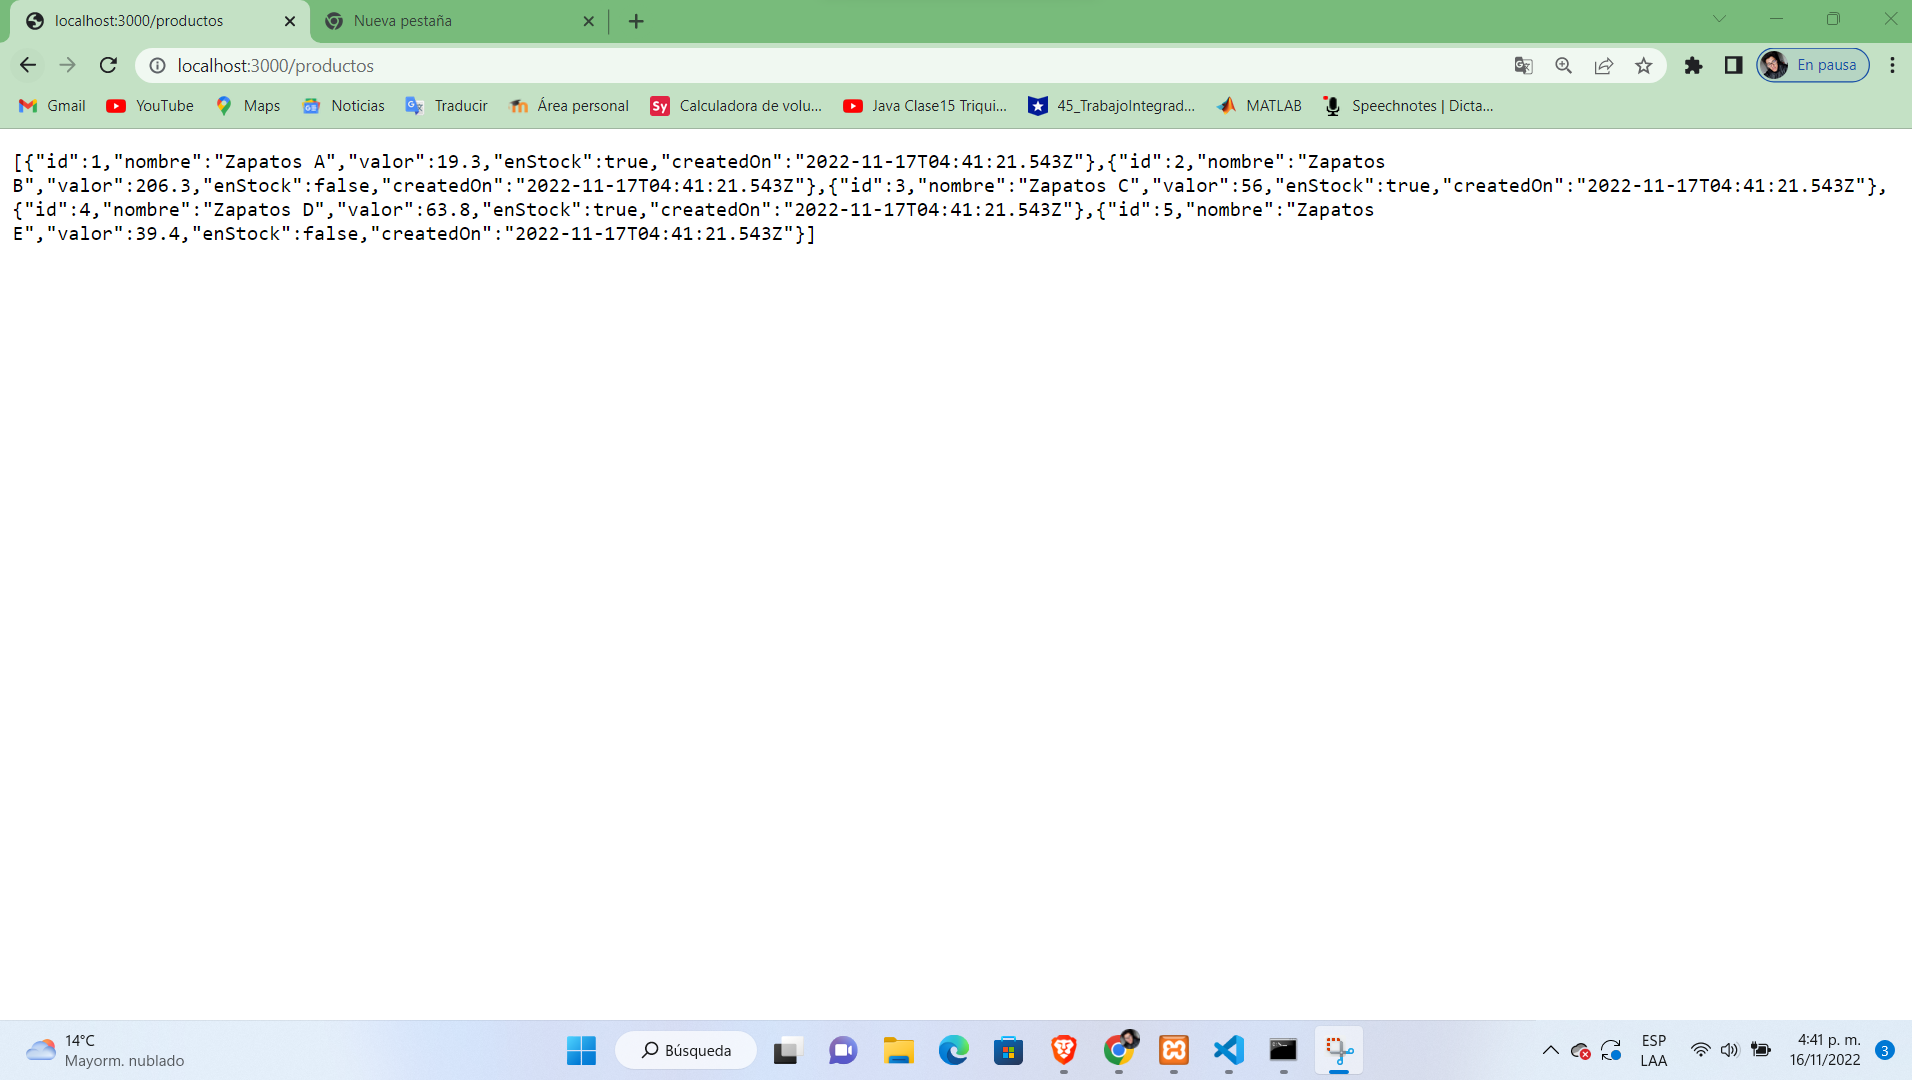 localhost:3000/productos
Nueva pestaña
localhost:3000/productos
En pausa
Gmail
YouTube
Maps
Noticias
Traducir
Área personal
Sy
Calculadora de volu...
Java Clase15 Triqui...
45_TrabajoIntegrad...
MATLAB
Speechnotes | Dicta...
[{"id":1,"nombre":"Zapatos A","valor":19.3,"enStock":true,"createdOn":"2022-11-17T04:41:21.543Z"},{"id":2,"nombre":"Zapatos
B","valor":206.3,"enStock":false,"createdOn":"2022-11-17T04:41:21.543Z"},{"id":3,"nombre":"Zapatos C","valor":56,"enStock":true,"createdOn":"2022-11-17T04:41:21.543Z"},
{"id":4,"nombre":"Zapatos D","valor":63.8,"enStock":true,"createdOn":"2022-11-17T04:41:21.543Z"},{"id":5,"nombre":"Zapatos
E","valor":39.4,"enStock":false,"createdOn":"2022-11-17T04:41:21.543Z"}]
14°C
Mayorm. nublado
Búsqueda
ESP
LAA
4:41 p. m.
16/11/2022
3